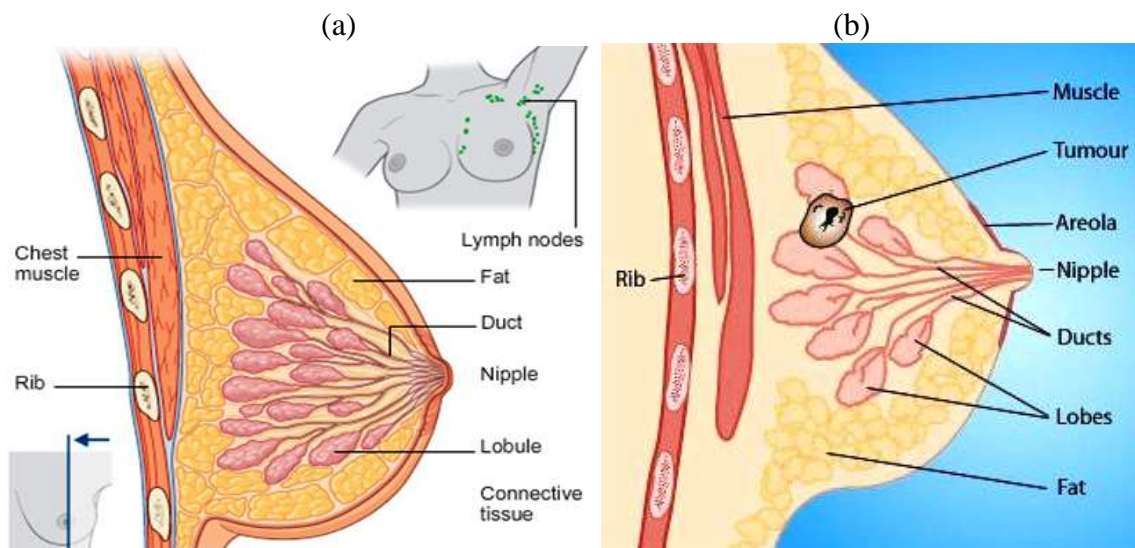 (a)
(b)
Lymph nodes
Chest
muscle
Fat
Duct
Rib
Nipple
Lobule
Connective
tissue
Muscle
Tumour
Areola
Rib
Nipple
Ducts
Lobes
Fat